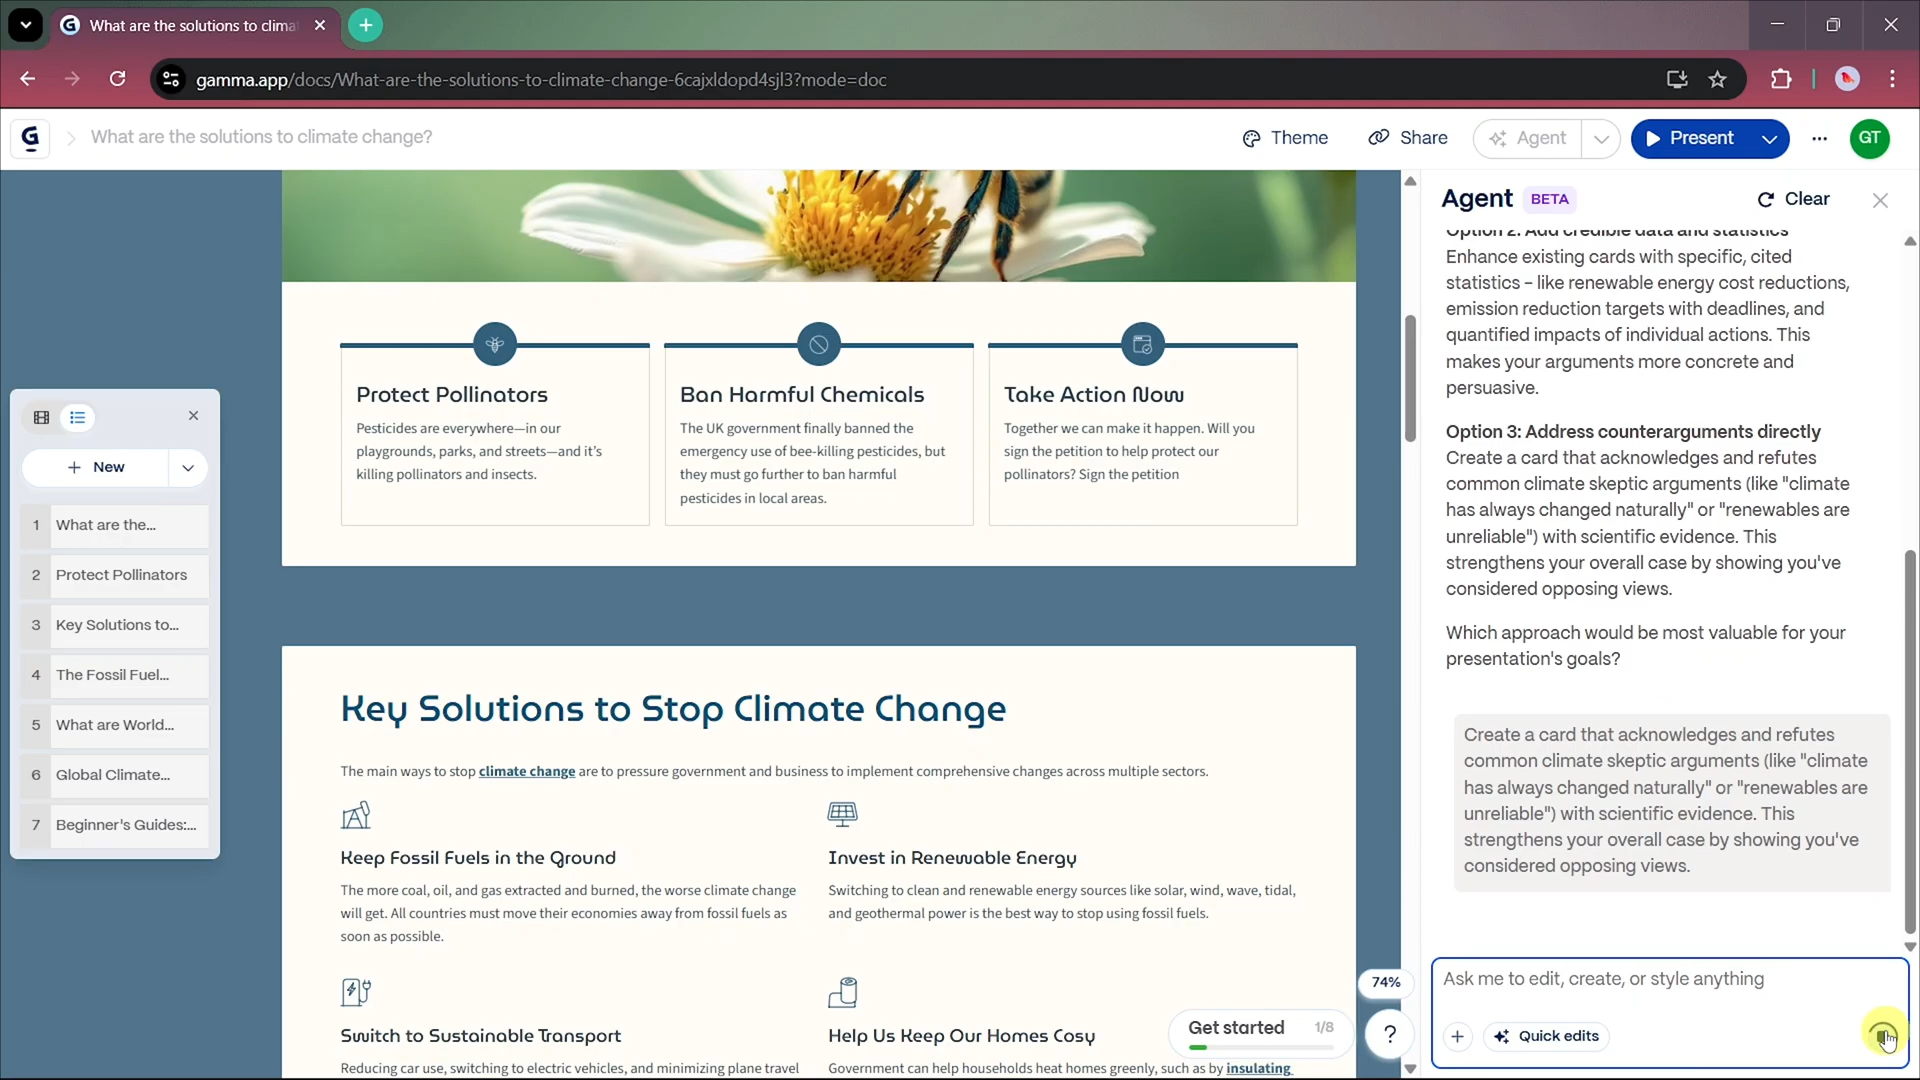 What are the solutions to clima
gamma.app/docs/What-are-the-solutions-to-climate-change-6cajxldopd4sjl3?mode=doc
What are the solutions to climate change?
Theme
Share
Agent
Present
GT
Protect Pollinators
Pesticides are everywhere—in our
playgrounds, parks, and streets—and it's
killing pollinators and insects.
Ban Harmful Chemicals
The UK government finally banned the
emergency use of bee-killing pesticides, but
they must go further to ban harmful
pesticides in local areas.
Take Action Now
Together we can make it happen. Will you
sign the petition to help protect our
pollinators? Sign the petition
New
1 What are the...
2 Protect Pollinators
3 Key Solutions to...
4 The Fossil Fuel...
5 What are World...
6 Global Climate...
7 Beginner's Guides:...
Key Solutions to Stop Climate Change
The main ways to stop climate change are to pressure government and business to implement comprehensive changes across multiple sectors.
Keep Fossil Fuels in the Ground
The more coal, oil, and gas extracted and burned, the worse climate change
will get. All countries must move their economies away from fossil fuels as
soon as possible.
Invest in Renewable Energy
Switching to clean and renewable energy sources like solar, wind, wave, tidal,
and geothermal power is the best way to stop using fossil fuels.
Switch to Sustainable Transport
Reducing car use, switching to electric vehicles, and minimizing plane travel
Help Us Keep Our Homes Cosy
Government can help households heat homes greenly, such as by insulating
74%
Get started 1/8
?
Agent BETA
Clear
Option 2: Add credible data and statistics
Enhance existing cards with specific, cited
statistics – like renewable energy cost reductions,
emission reduction targets with deadlines, and
quantified impacts of individual actions. This
makes your arguments more concrete and
persuasive.
Option 3: Address counterarguments directly
Create a card that acknowledges and refutes
common climate skeptic arguments (like "climate
has always changed naturally" or "renewables are
unreliable") with scientific evidence. This
strengthens your overall case by showing you've
considered opposing views.
Which approach would be most valuable for your
presentation's goals?
Create a card that acknowledges and refutes
common climate skeptic arguments (like "climate
has always changed naturally" or "renewables are
unreliable") with scientific evidence. This
strengthens your overall case by showing you've
considered opposing views.
Ask me to edit, create, or style anything
Quick edits